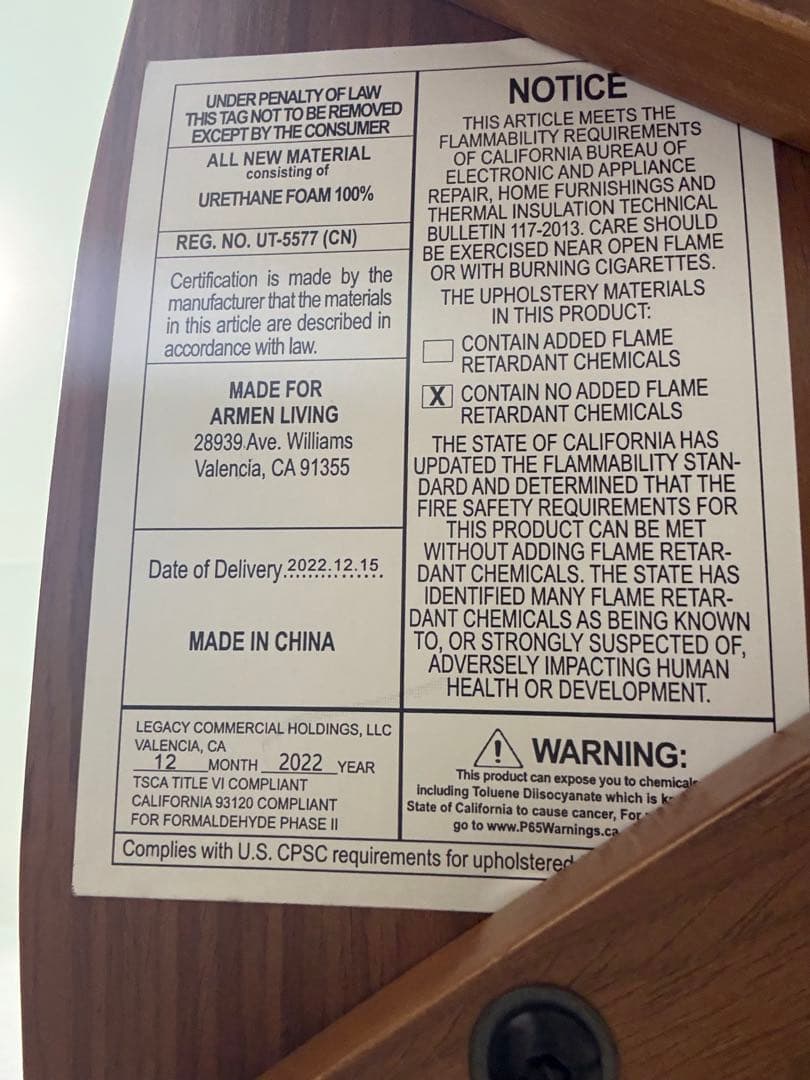 UNDER PENALTY OF LAW
THIS TAG NOT TO BE REMOVED
EXCEPT BY THE CONSUMER
ALL NEW MATERIAL
consisting of
URETHANE FOAM 100%
REG. NO. UT-5577 (CN)
Certification is made by the
manufacturer that the materials
in this article are described in
accordance with law.
MADE FOR
ARMEN LIVING
28939 Ave. Williams
Valencia, CA 91355
Date of Delivery 2022.12.15.
MADE IN CHINA
LEGACY COMMERCIAL HOLDINGS, LLC
VALENCIA, CA
12 MONTH 2022 YEAR
TSCA TITLE VI COMPLIANT
CALIFORNIA 93120 COMPLIANT
FOR FORMALDEHYDE PHASE II
NOTICE
THIS ARTICLE MEETS THE
FLAMMABILITY REQUIREMENTS
OF CALIFORNIA BUREAU OF
ELECTRONIC AND APPLIANCE
REPAIR, HOME FURNISHINGS AND
THERMAL INSULATION TECHNICAL
BULLETIN 117-2013. CARE SHOULD
BE EXERCISED NEAR OPEN FLAME
OR WITH BURNING CIGARETTES.
THE UPHOLSTERY MATERIALS
IN THIS PRODUCT:
CONTAIN ADDED FLAME
RETARDANT CHEMICALS
X CONTAIN NO ADDED FLAME
RETARDANT CHEMICALS
THE STATE OF CALIFORNIA HAS
UPDATED THE FLAMMABILITY STAN-
DARD AND DETERMINED THAT THE
FIRE SAFETY REQUIREMENTS FOR
THIS PRODUCT CAN BE MET
WITHOUT ADDING FLAME RETAR-
DANT CHEMICALS. THE STATE HAS
IDENTIFIED MANY FLAME RETAR-
DANT CHEMICALS AS BEING KNOWN
TO, OR STRONGLY SUSPECTED OF,
ADVERSELY IMPACTING HUMAN
HEALTH OR DEVELOPMENT.
WARNING:
This product can expose you to chemicals
including Toluene Diisocyanate which is
State of California to cause cancer, For
go to www.P65Warnings.ca
Complies with U.S. CPSC requirements for upholstered